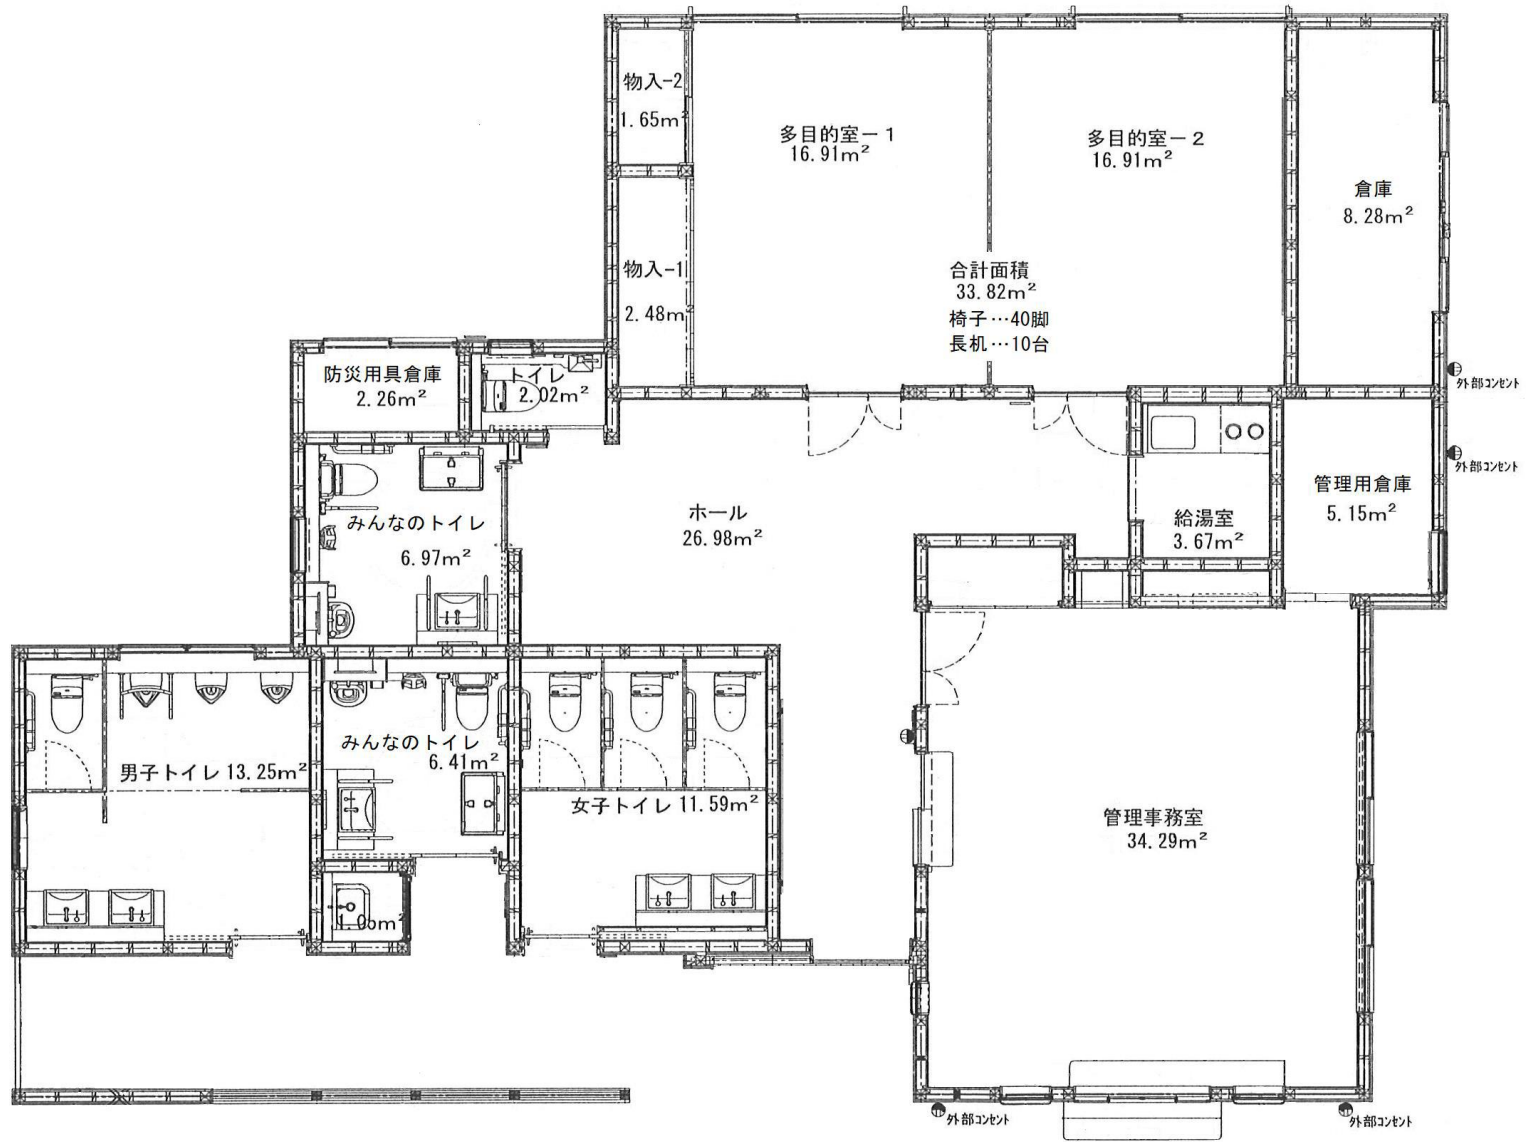 物入-2
1.65m²
多目的室－1
16.91m²
多目的室－2
16.91m²
倉庫
8.28m²
物入-1
2.48m²
合計面積
33.82m²
椅子…40脚
長机…10台
防災用具倉庫
2.26m²
トイレ
2.02m²
外部コンセント
外部コンセント
みんなのトイレ
6.97m²
ホール
26.98m²
給湯室
3.67m²
管理用倉庫
5.15m²
男子トイレ 13.25m²
みんなのトイレ
6.41m²
女子トイレ 11.59m²
管理事務室
34.29m²
外部コンセント
外部コンセント